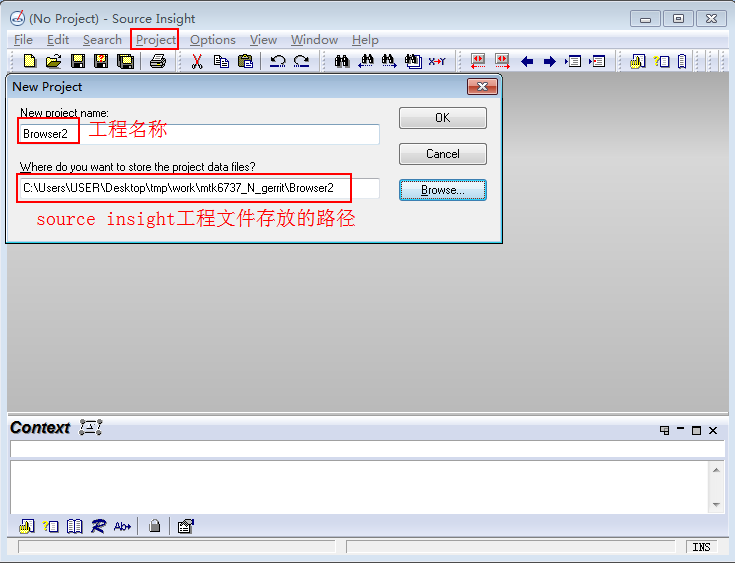 (No Project) - Source Insight
File Edit Search Project Options View Window Help
New Project
New project name:
Browser2 工程名称
OK
Cancel
Where do you want to store the project data files?
C:\Users\USER\Desktop\tmp\work\mtk6737_N_gerrit\Browser2
Browse...
source insight工程文件存放的路径
Context
INS